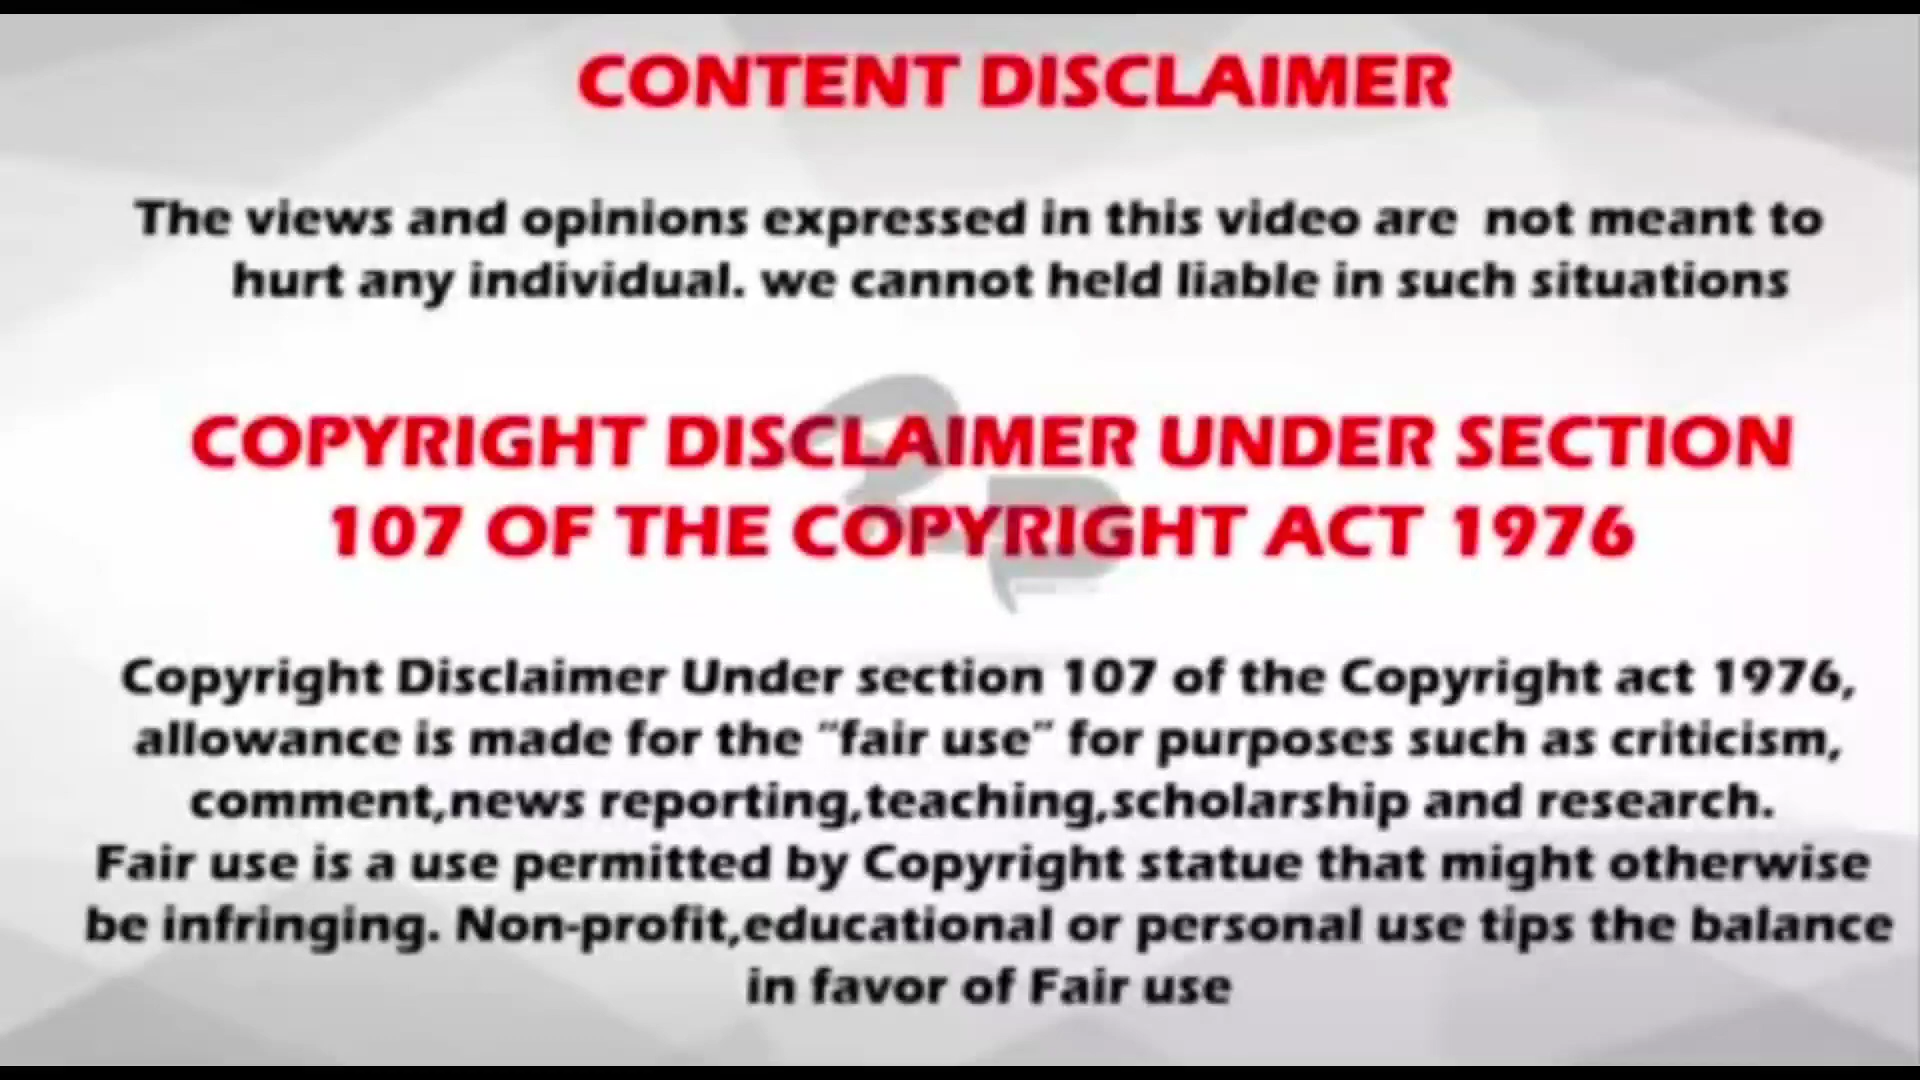 CONTENT DISCLAIMER
The views and opinions expressed in this video are not meant to
hurt any individual. we cannot held liable in such situations
COPYRIGHT DISCLAIMER UNDER SECTION
107 OF THE COPYRIGHT ACT 1976
Copyright Disclaimer Under section 107 of the Copyright act 1976,
allowance is made for the “fair use” for purposes such as criticism,
comment,news reporting,teaching,scholarship and research.
Fair use is a use permitted by Copyright statue that might otherwise
be infringing. Non-profit,educational or personal use tips the balance
in favor of Fair use